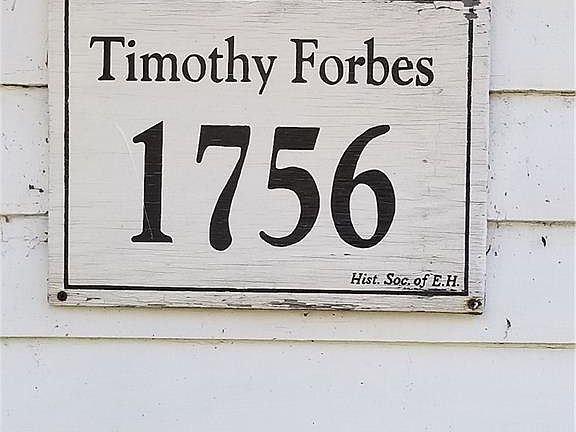 Timothy Forbes
1756
Hist. Soc. of E.H.